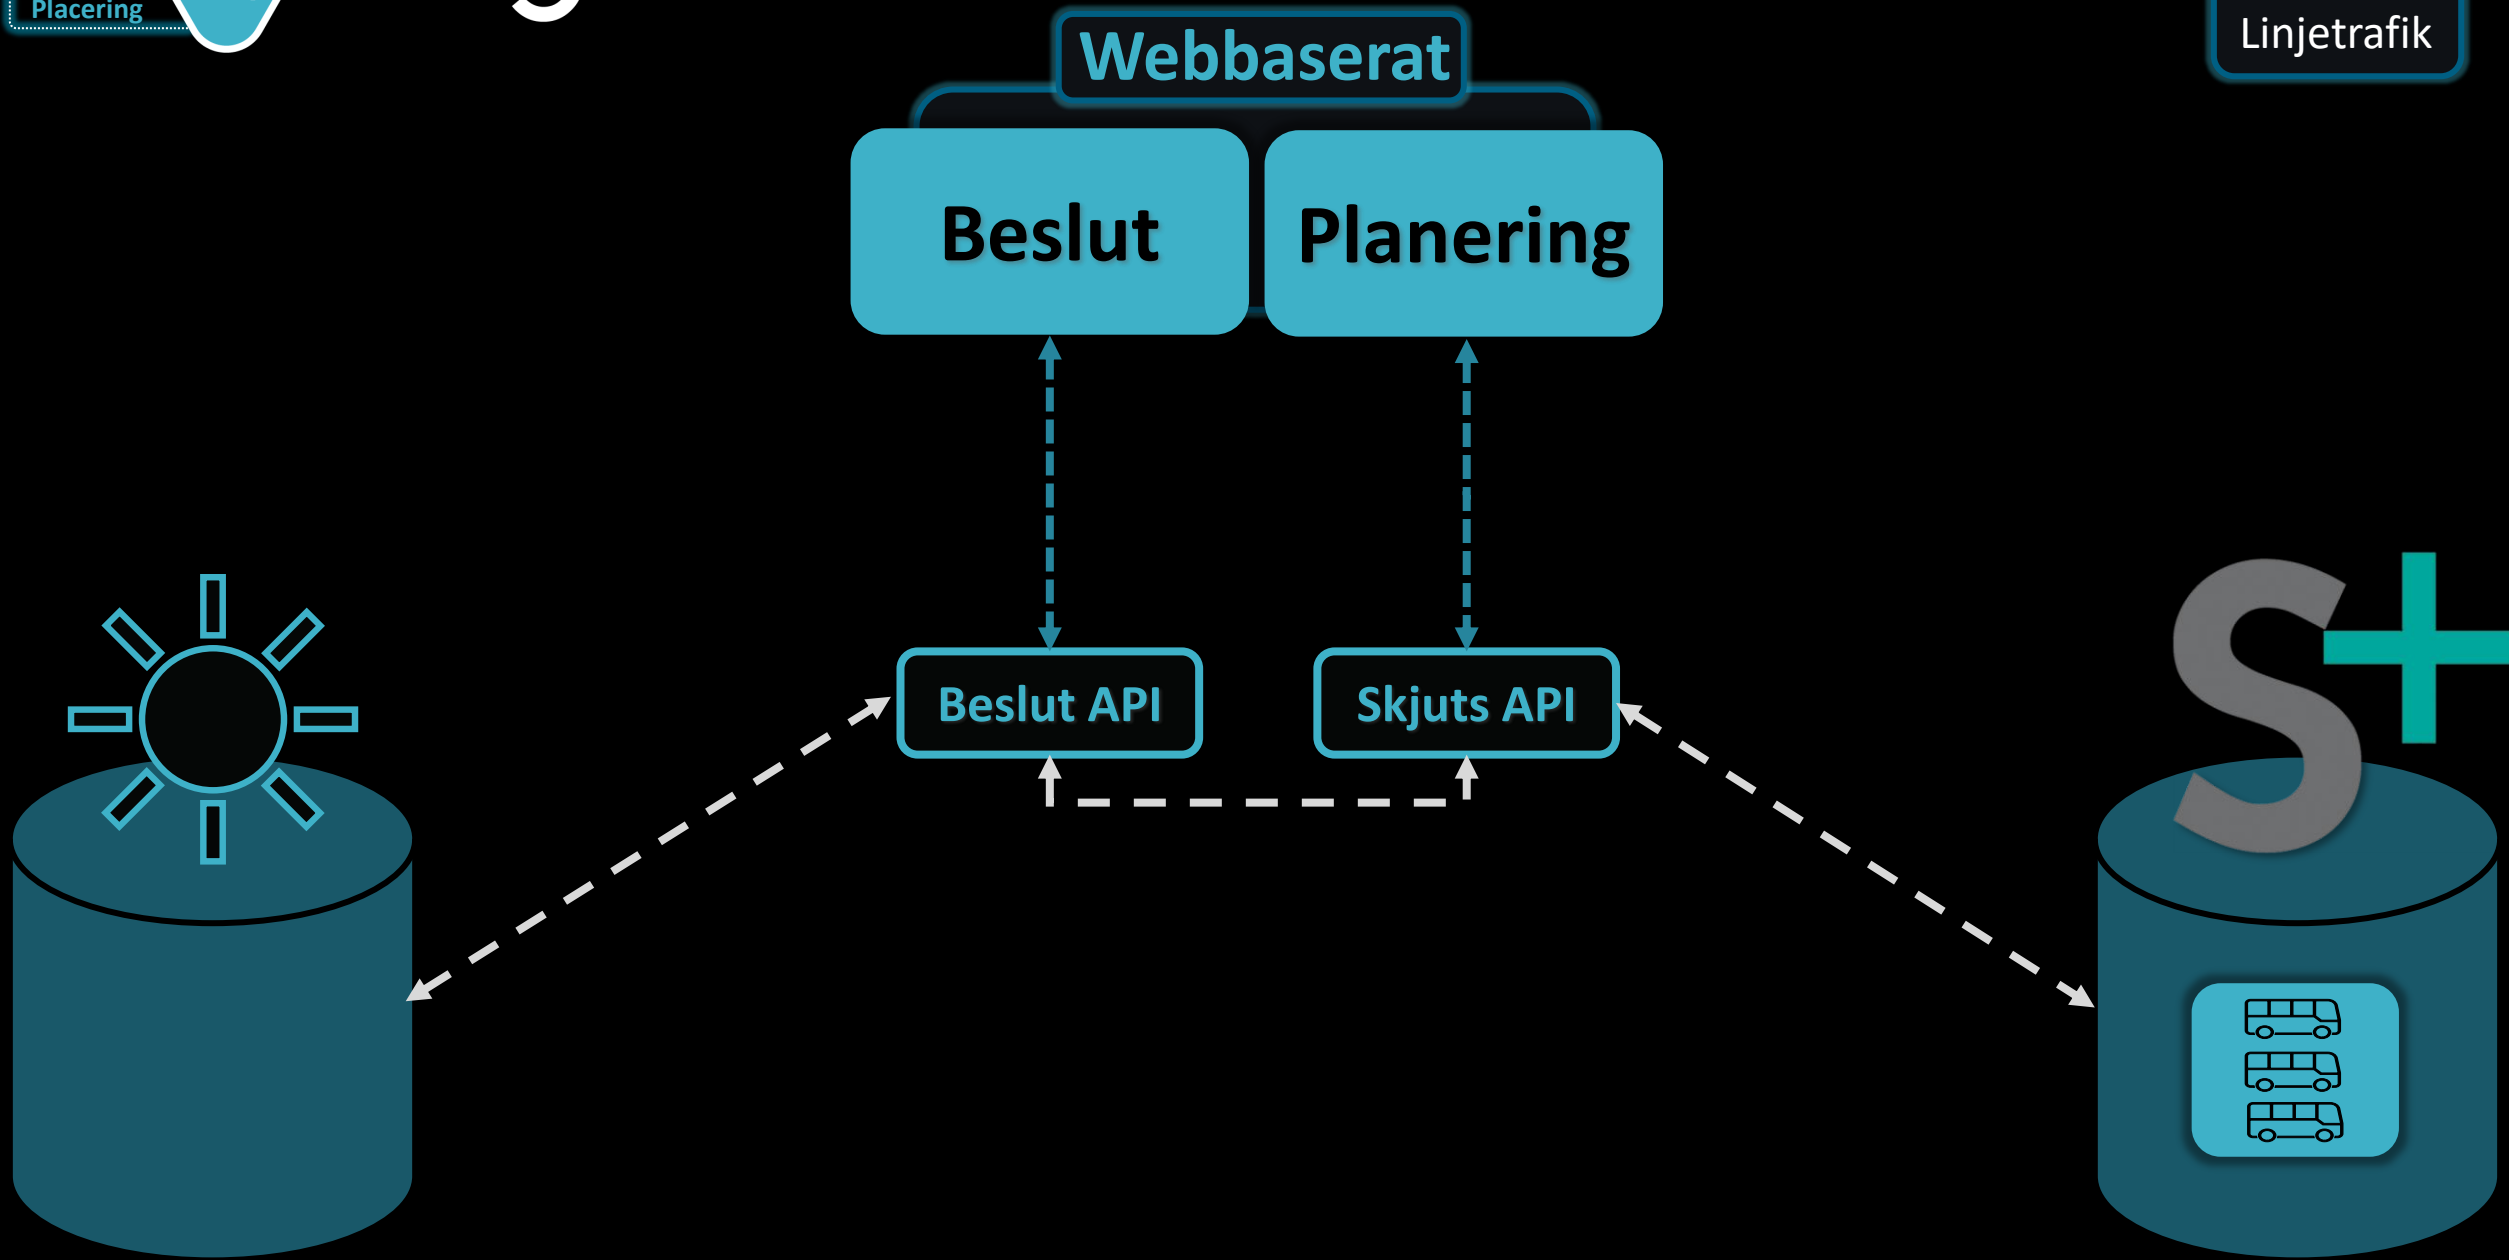 Placering
Webbaserat
Linjetrafik
Beslut
Planering
Beslut API
Skjuts API
S+